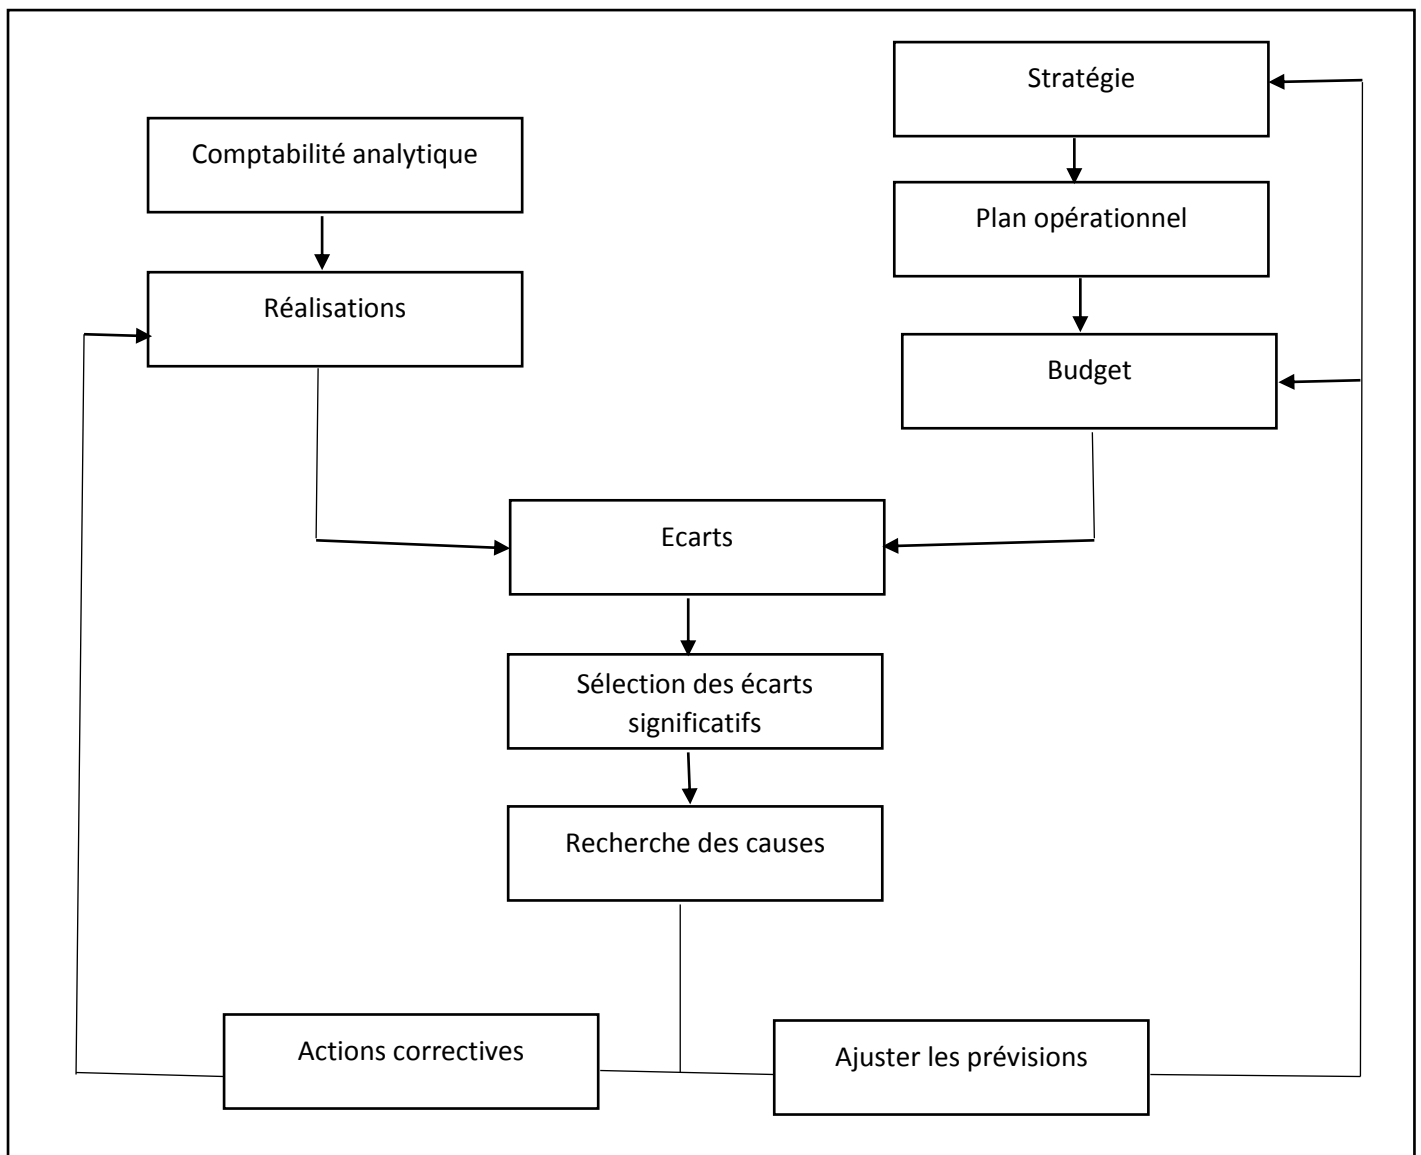 Stratégie
Comptabilité analytique
Plan opérationnel
Réalisations
Budget
Ecarts
Sélection des écarts
significatifs
Recherche des causes
Actions correctives
Ajuster les prévisions